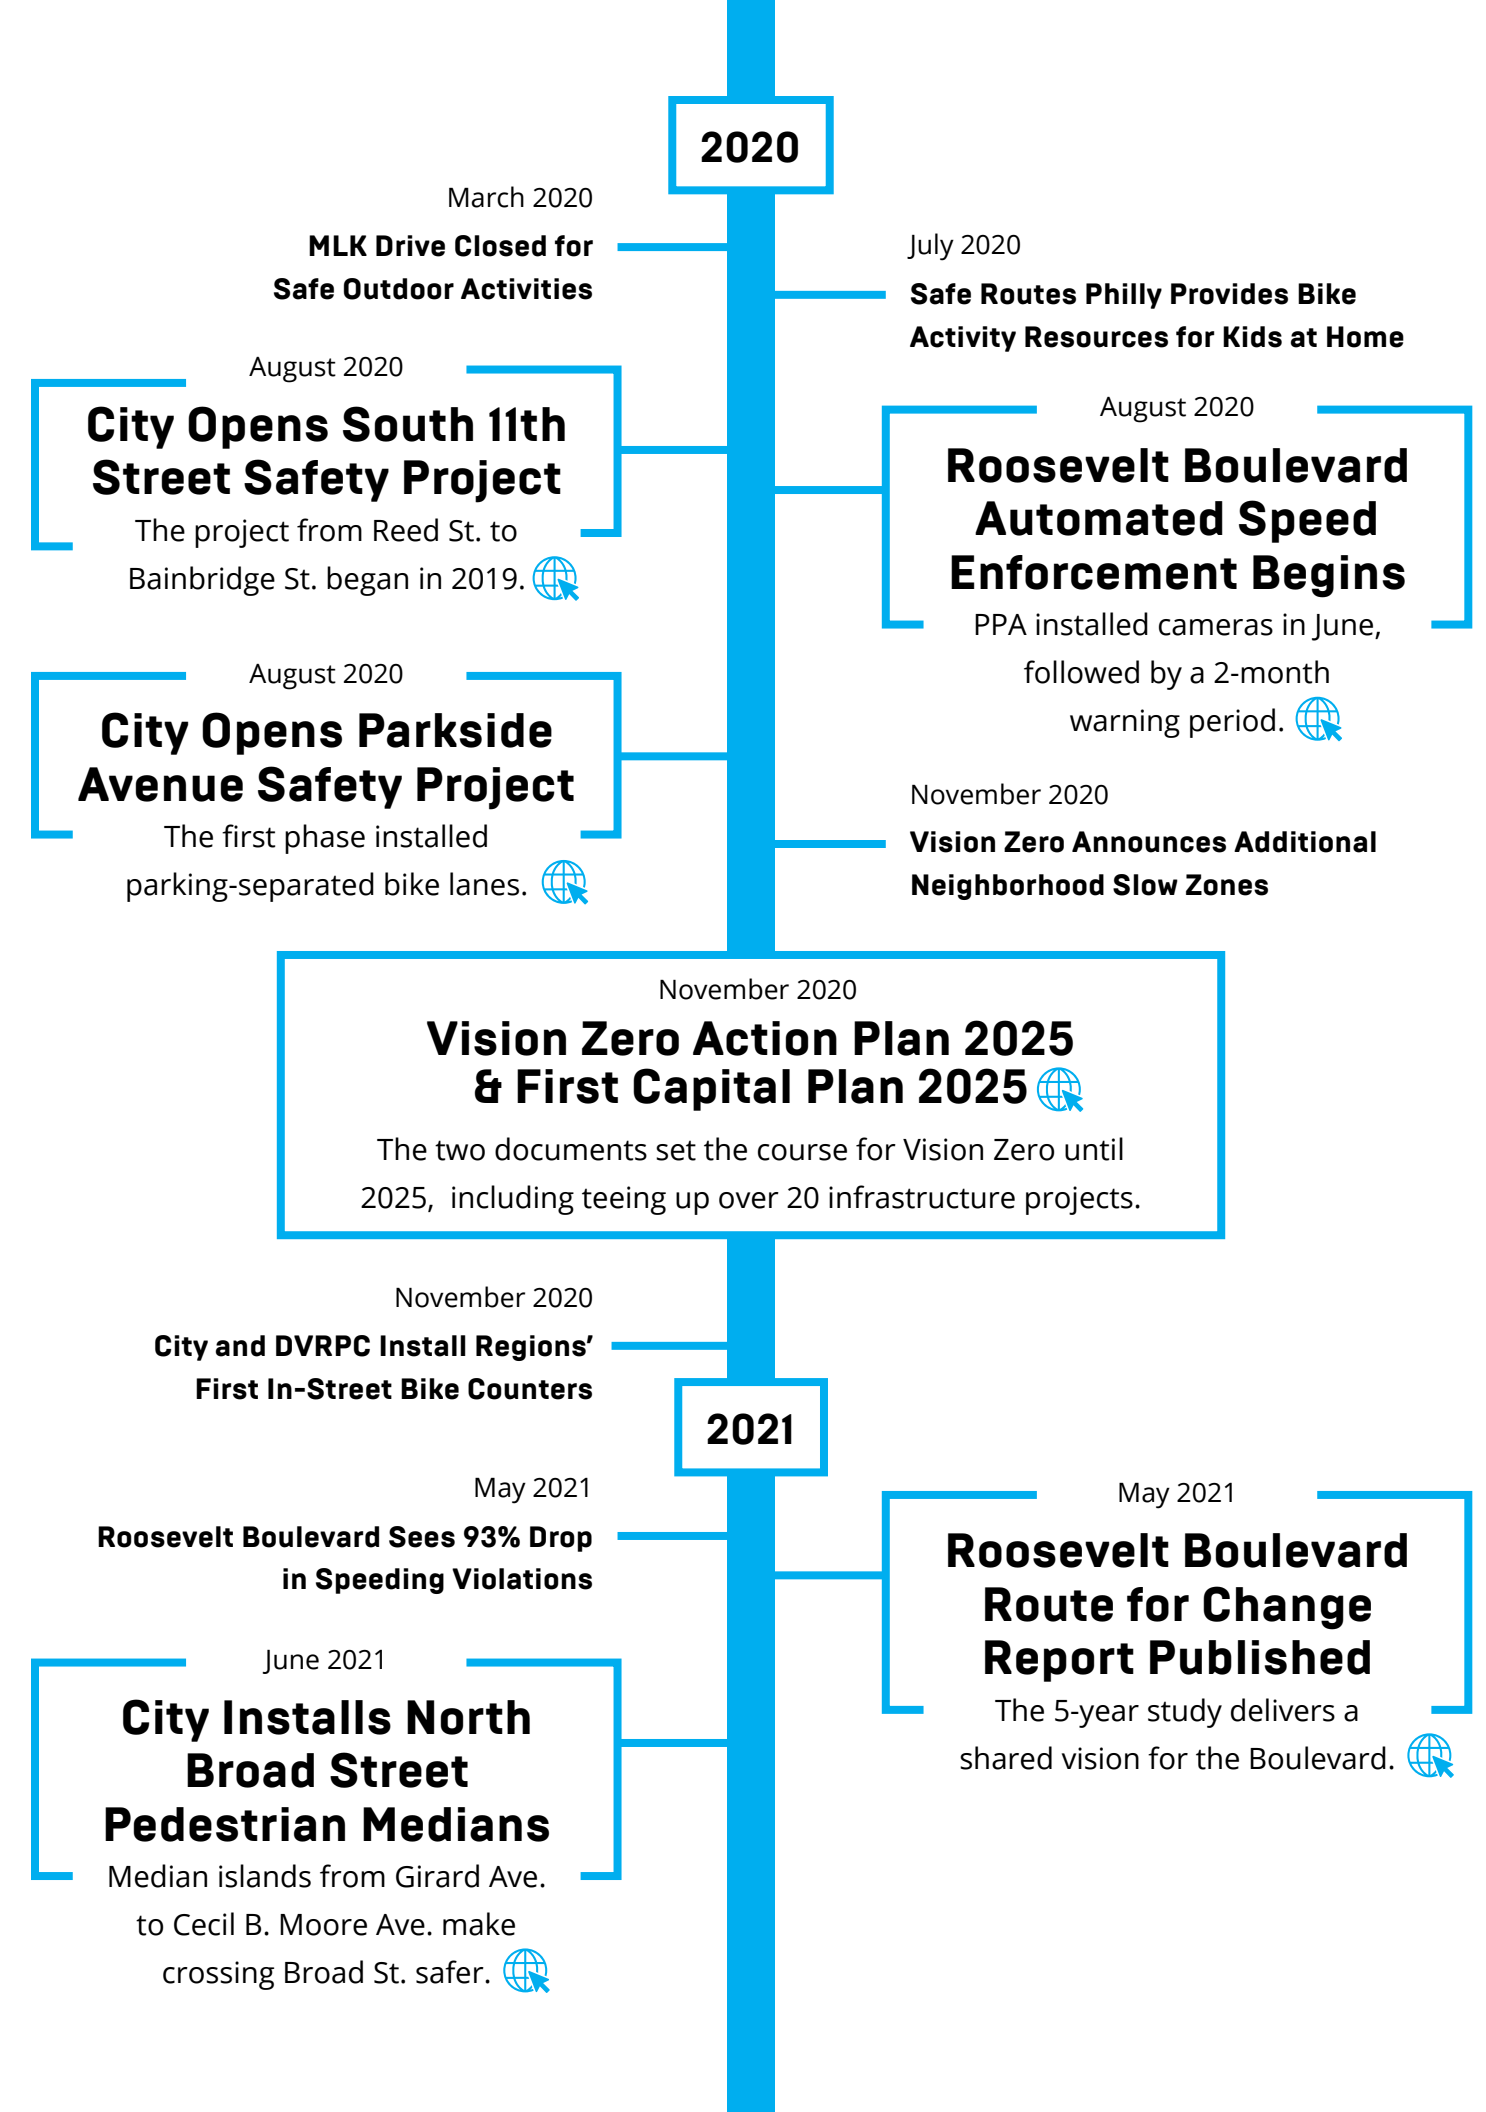 2020
March 2020
MLK Drive Closed for
Safe Outdoor Activities
July 2020
Safe Routes Philly Provides Bike
Activity Resources for Kids at Home
August 2020
City Opens South 11th
Street Safety Project
The project from Reed St. to
Bainbridge St. began in 2019.
August 2020
Roosevelt Boulevard
Automated Speed
Enforcement Begins
PPA installed cameras in June,
followed by a 2-month
warning period.
August 2020
City Opens Parkside
Avenue Safety Project
The first phase installed
parking-separated bike lanes.
November 2020
Vision Zero Announces Additional
Neighborhood Slow Zones
November 2020
Vision Zero Action Plan 2025
& First Capital Plan 2025
The two documents set the course for Vision Zero until
2025, including teeing up over 20 infrastructure projects.
November 2020
City and DVRPC Install Regions’
First In-Street Bike Counters
2021
May 2021
Roosevelt Boulevard Sees 93% Drop
in Speeding Violations
May 2021
Roosevelt Boulevard
Route for Change
Report Published
The 5-year study delivers a
shared vision for the Boulevard.
June 2021
City Installs North
Broad Street
Pedestrian Medians
Median islands from Girard Ave.
to Cecil B. Moore Ave. make
crossing Broad St. safer.